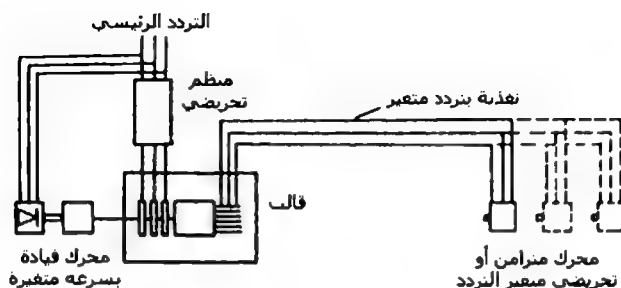 التردد الرئيسي
منظم
تحريضي
تغذية بتردد متغير
قالب
محرك قيادة
بسرعة متغيرة
محرك متزامن أو
تحريضي متغير التردد